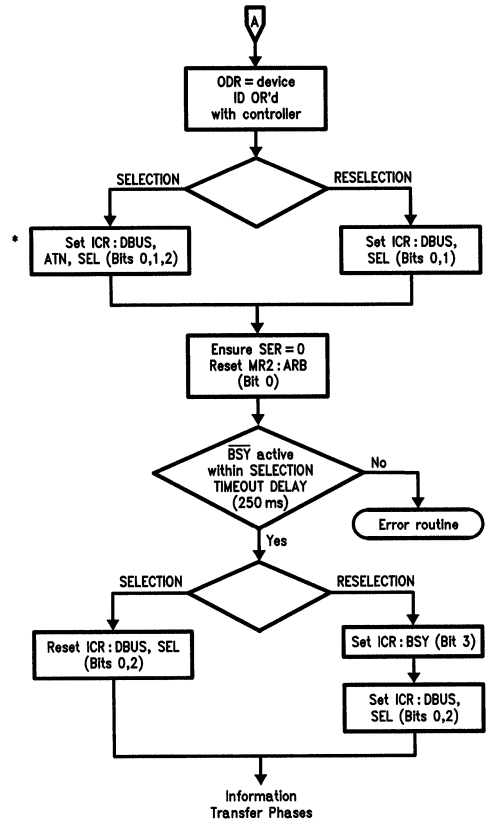 A
ODR = device
ID OR'd
with controller
SELECTION
RESELECTION
*
Set ICR : DBUS,
ATN, SEL (Bits 0,1,2)
Set ICR : DBUS,
SEL (Bits 0,1)
Ensure SER = 0
Reset MR2 : ARB
(Bit 0)
BSY active
within SELECTION
TIMEOUT DELAY
(250 ms)
No
Error routine
Yes
SELECTION
RESELECTION
Reset ICR : DBUS, SEL
(Bits 0,2)
Set ICR : BSY (Bit 3)
Set ICR : DBUS,
SEL (Bits 0,2)
Information
Transfer Phases